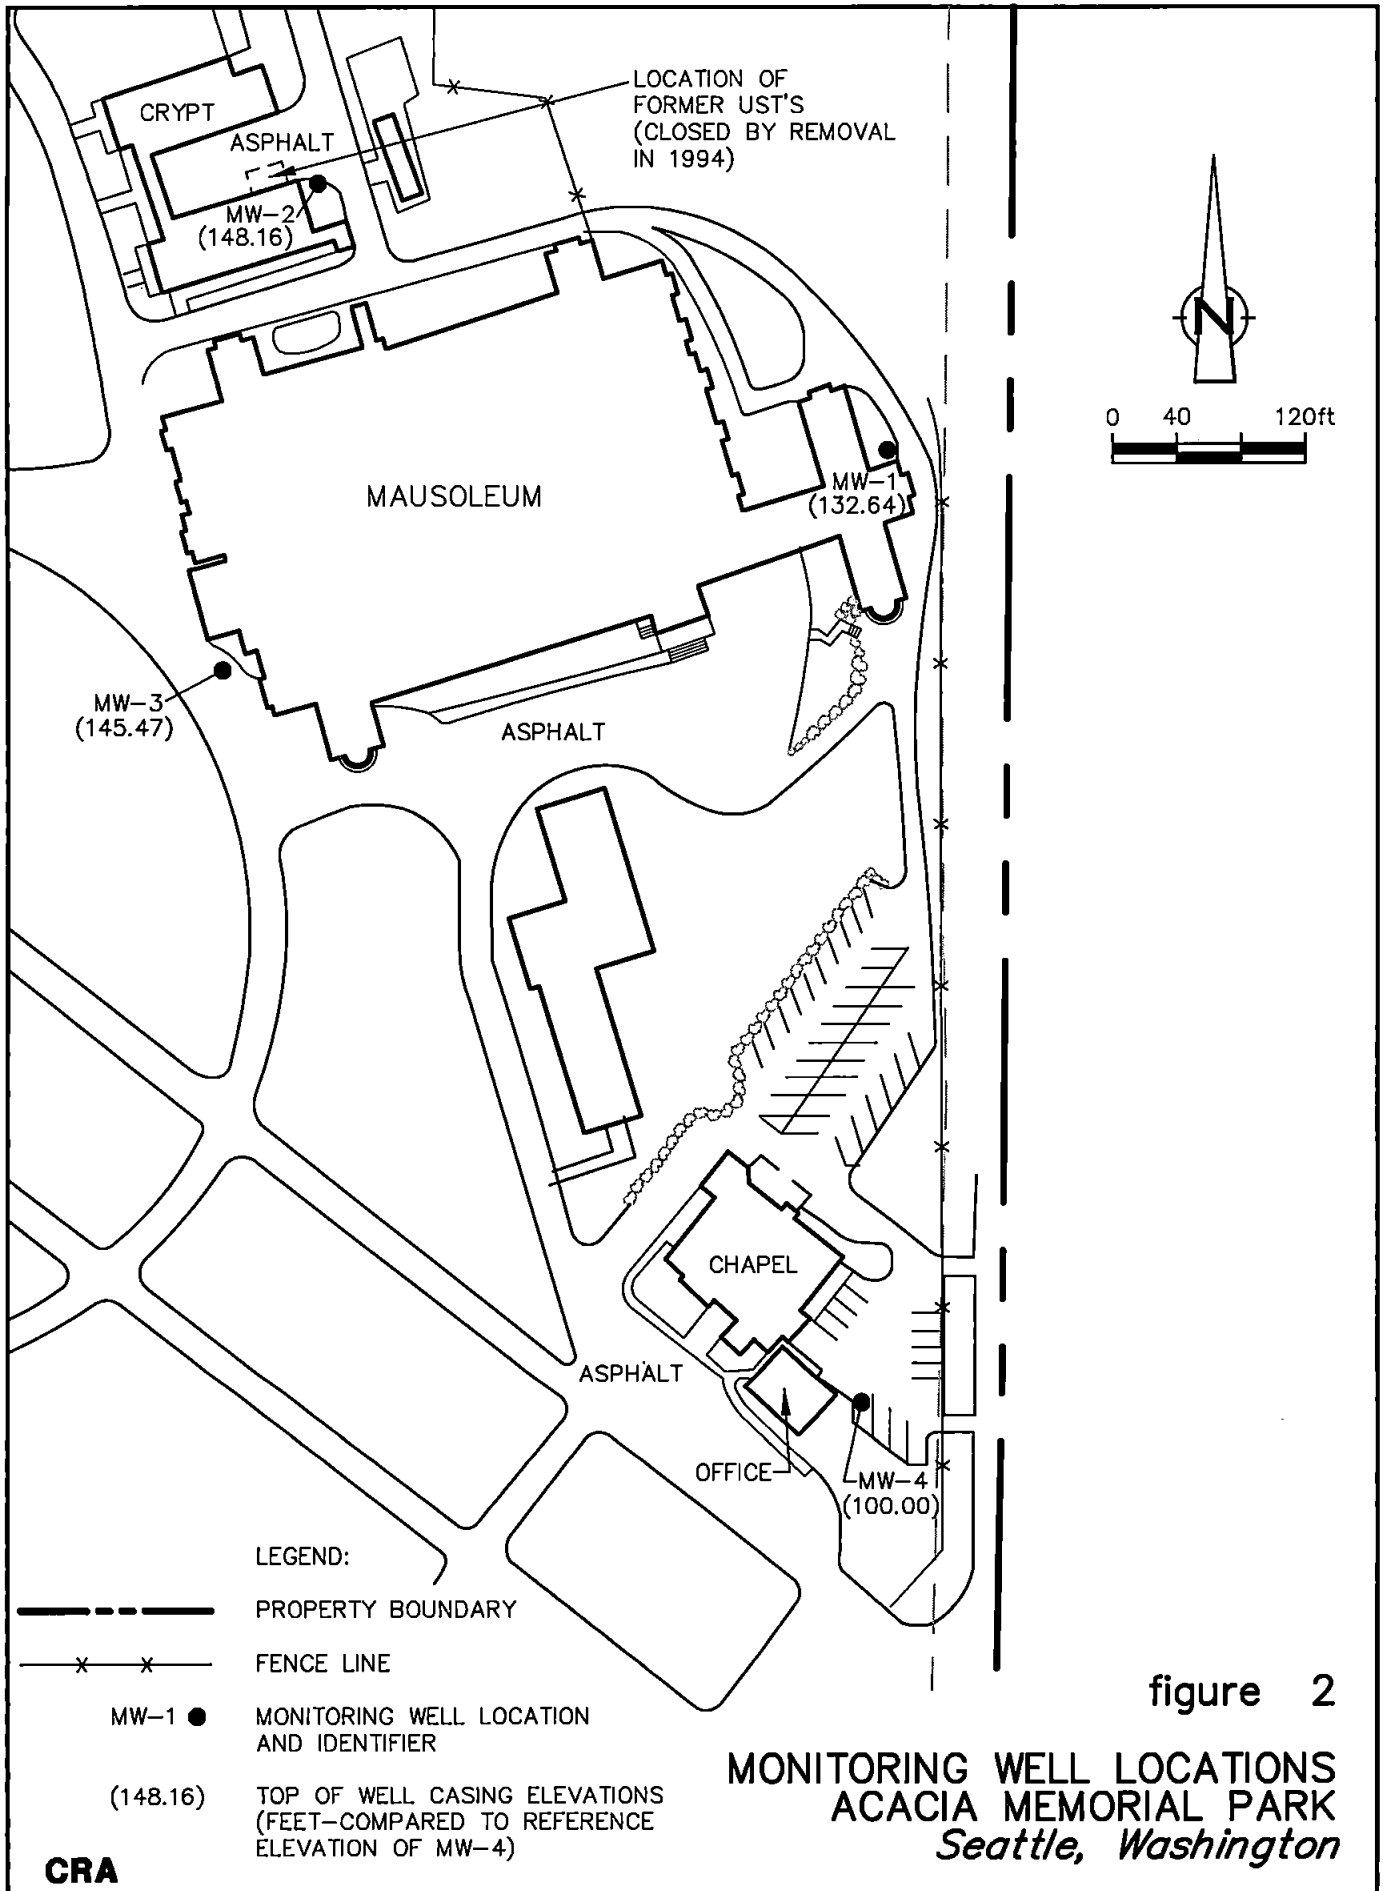 CRYPT
ASPHALT
LOCATION OF
FORMER UST'S
(CLOSED BY REMOVAL
IN 1994)
MW-2
(148.16)
N
0 40 120ft
MAUSOLEUM
MW-1
(132.64)
MW-3
(145.47)
ASPHALT
CHAPEL
ASPHALT
OFFICE
MW-4
(100.00)
LEGEND:
PROPERTY BOUNDARY
FENCE LINE
MW-1
MONITORING WELL LOCATION
AND IDENTIFIER
(148.16)
TOP OF WELL CASING ELEVATIONS
(FEET-COMPARED TO REFERENCE
ELEVATION OF MW-4)
figure 2
MONITORING WELL LOCATIONS
ACACIA MEMORIAL PARK
Seattle, Washington
CRA